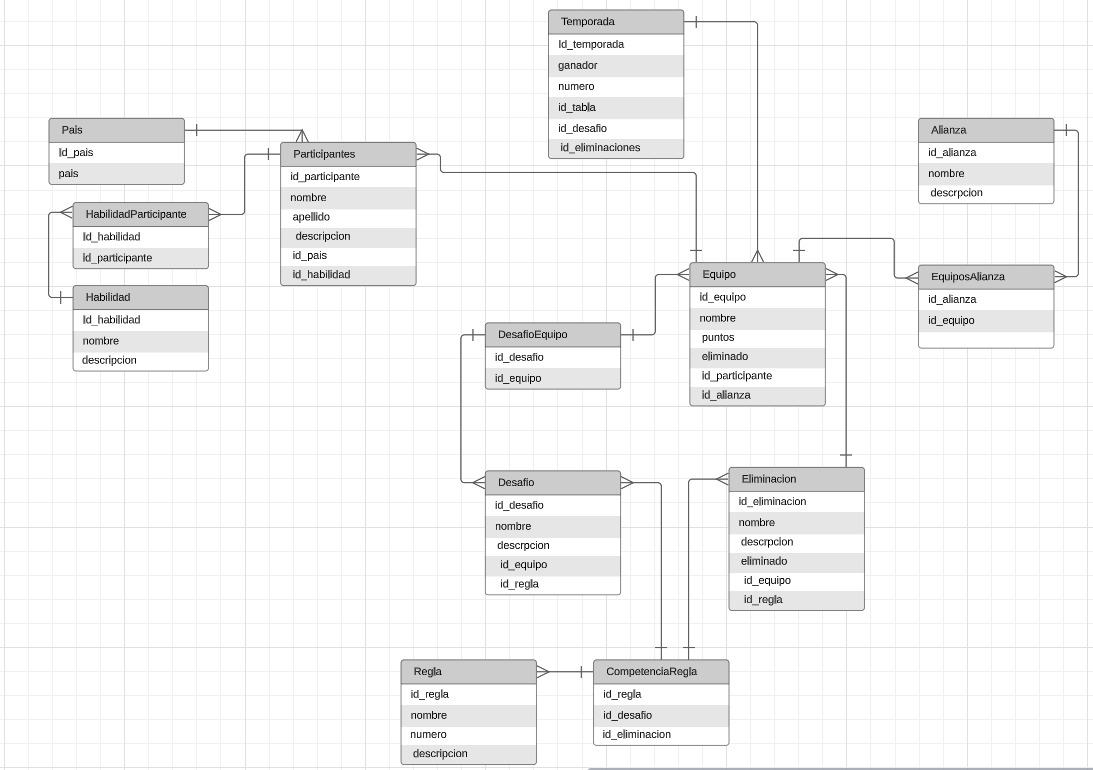 Temporada
Id_temporada
ganador
numero
id_tabla
id_desafio
id_eliminaciones
Pais
Id_pais
pais
Participantes
id_participante
nombre
apellido
descripcion
id_pais
id_habilidad
HabilidadParticipante
Id_habilidad
Id_participante
Habilidad
Id_habilidad
nombre
descripcion
Alianza
id_alianza
nombre
descrpcion
Equipo
id_equipo
nombre
puntos
eliminado
id_participante
id_alianza
EquiposAlianza
id_alianza
id_equipo
DesafioEquipo
id_desafio
id_equipo
Desafio
id_desafio
nombre
descrpcion
id_equipo
id_regla
Eliminacion
id_eliminacion
nombre
descrpcion
eliminado
id_equipo
id_regla
Regla
id_regla
nombre
numero
descripcion
CompetenciaRegla
id_regla
id_desafio
id_eliminacion